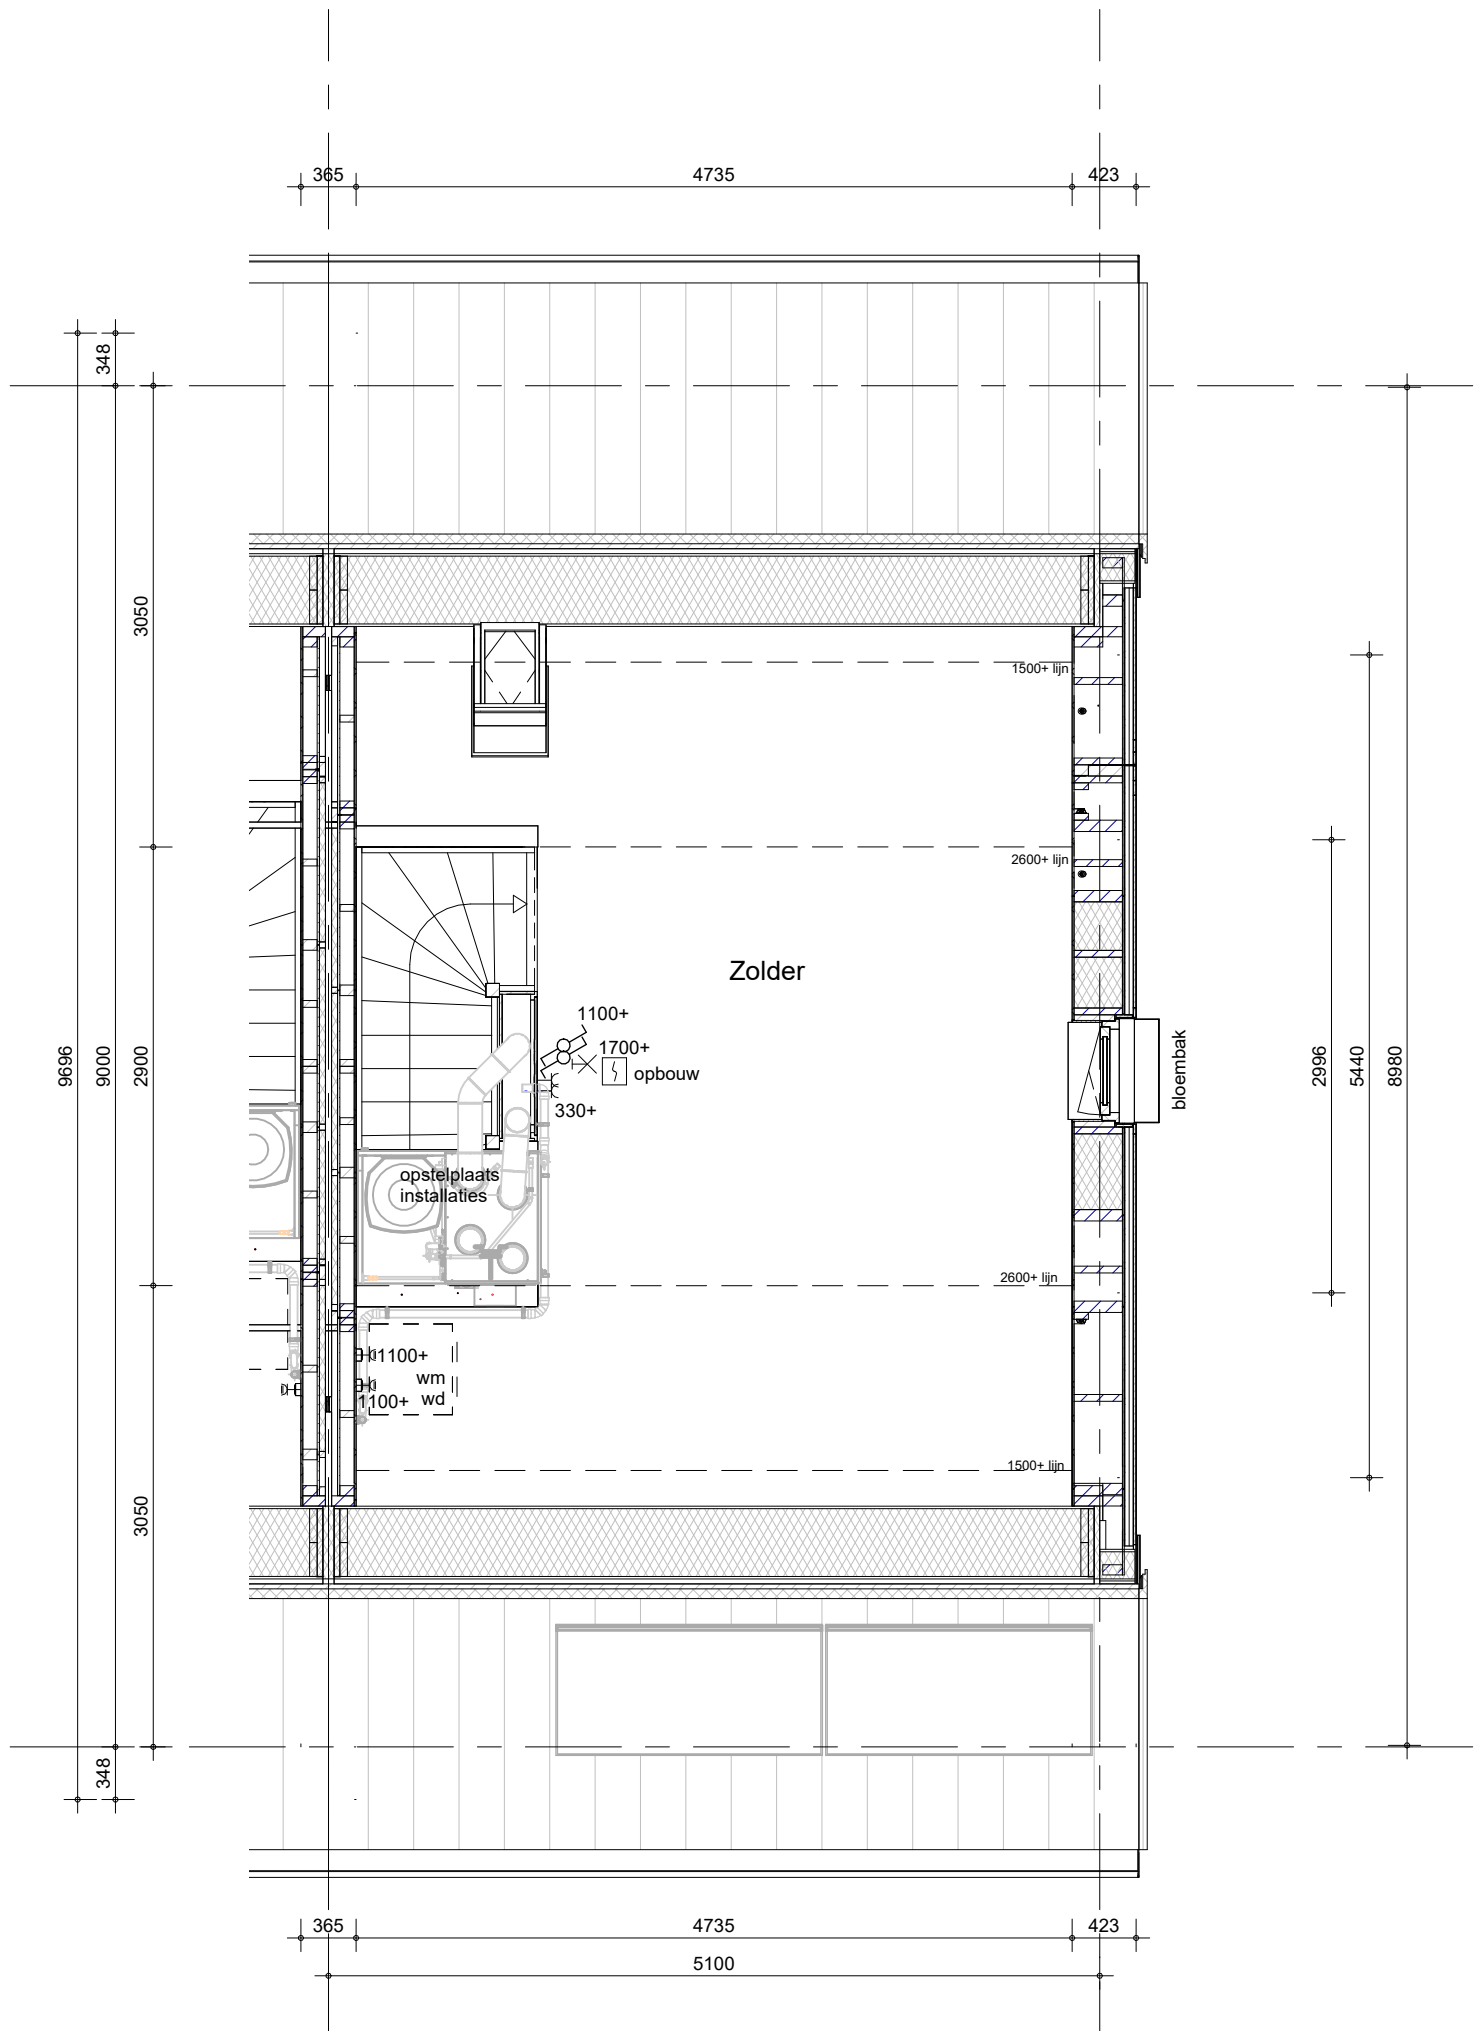 365
4735
423
348
3050
1500+ lijn
2600+ lijn
Zolder
1100+
1700+
opbouw
330+
bloembak
9696
9000
2900
2996
5440
8980
opstelplaats
installaties
2600+ lijn
1100+
wm
wd
1100+
1500+ lijn
3050
348
365
4735
423
5100